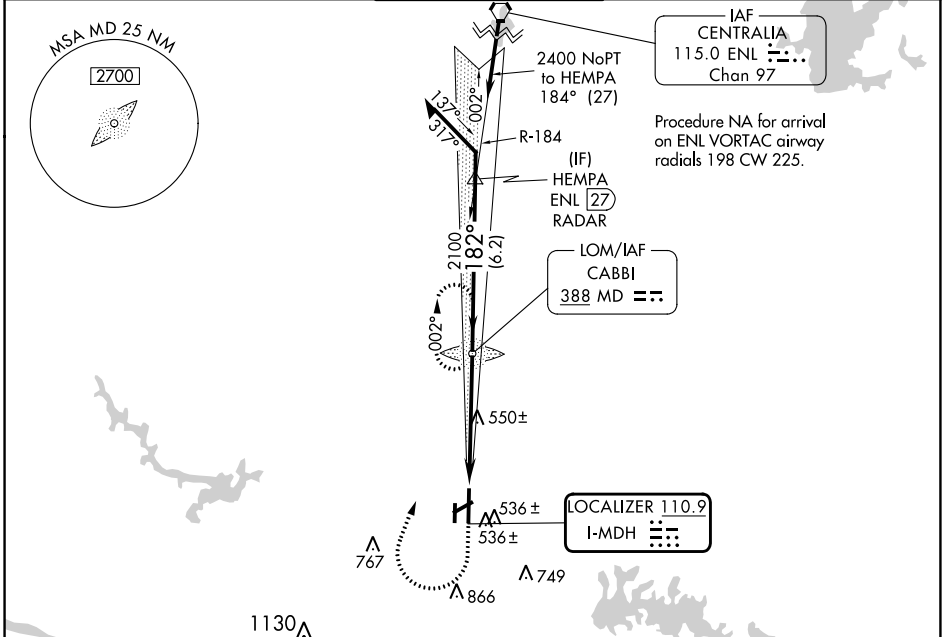 MSA MD 25 NM
2700
IAF
CENTRALIA
115.0 ENL
Chan 97
2400 NoPT
to HEMPA
184° (27)
002°
137°
317°
R-184
Procedure NA for arrival
on ENL VORTAC airway
radials 198 CW 225.
(IF)
HEMPA
ENL 27
RADAR
2100
182°
(6.2)
LOM/IAF
CABBI
388 MD
002°
550±
536±
536±
LOCALIZER 110.9
I-MDH
767
749
866
1130